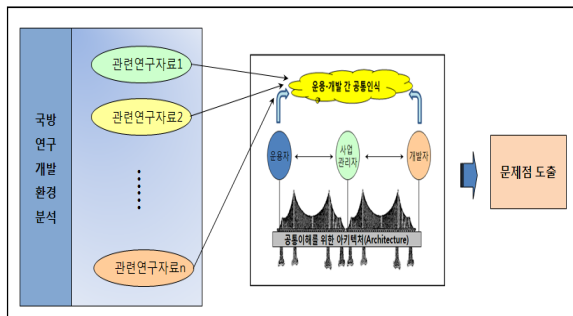 국방
연구
개발
환경
분석
관련연구자료1
관련연구자료2
관련연구자료n
운용-개발 간 공통인식
운용자
사업
관리자
개발자
공통이해를 위한 아키텍처(Architecture)
문제점 도출